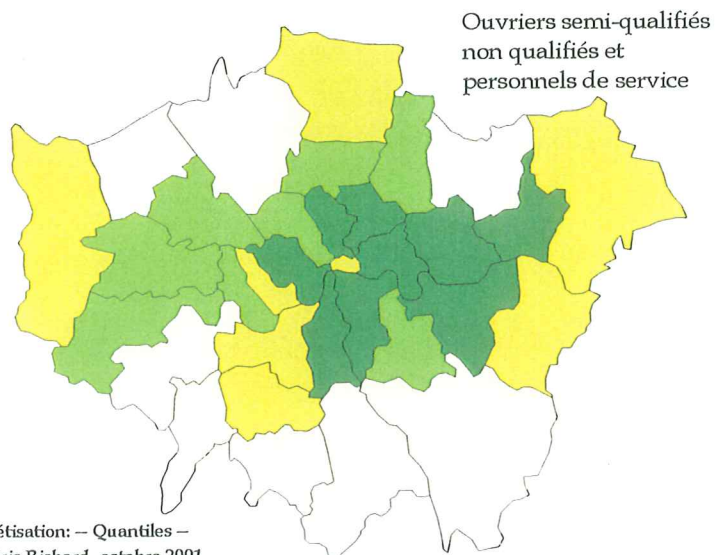 Ouvriers semi-qualifiés
non qualifiés et
personnels de service
étisation: – Quantiles –